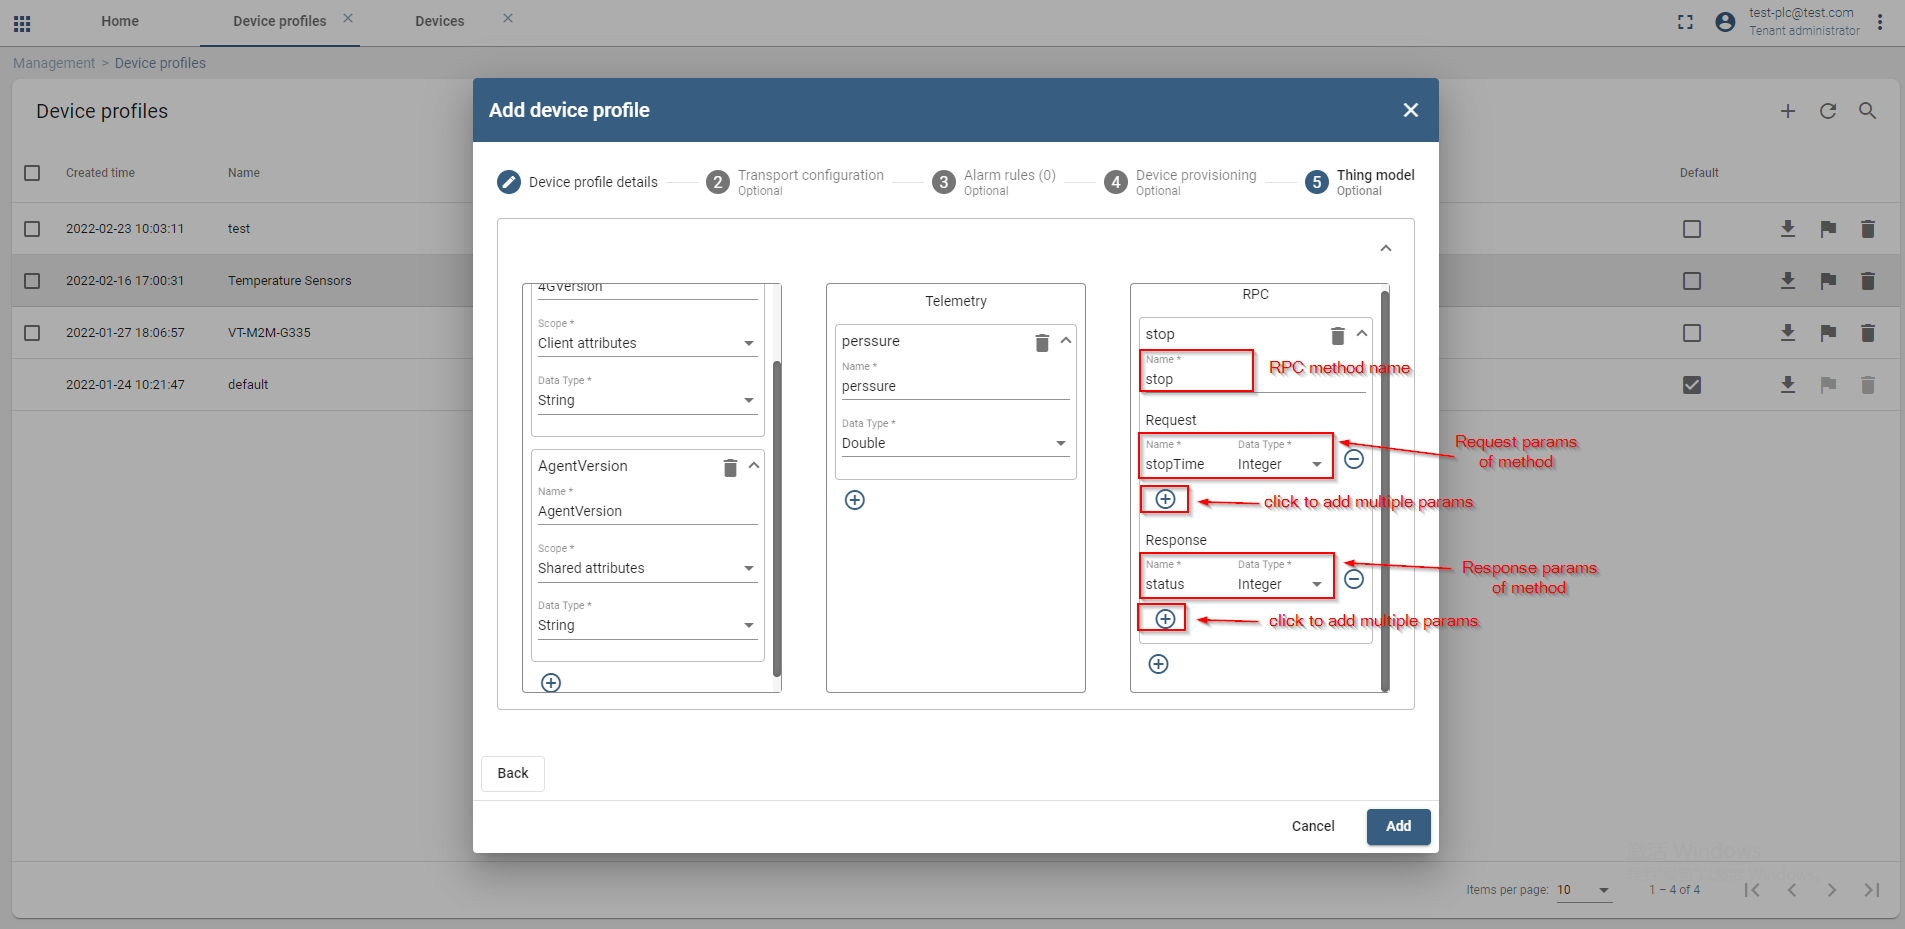 Home
Device profiles
Devices
test-plc@test.com
Tenant administrator
Management > Device profiles
Device profiles
Created time Name Default
2022-02-23 10:03:11 test
2022-02-16 17:00:31 Temperature Sensors
2022-01-27 18:06:57 VT-M2M-G335
2022-01-24 10:21:47 default
Add device profile
Device profile details
2 Transport configuration
Optional
3 Alarm rules (0)
Optional
4 Device provisioning
Optional
5 Thing model
Optional
4GVersion
Scope *
Client attributes
Data Type *
String
AgentVersion
Name *
AgentVersion
Scope *
Shared attributes
Data Type *
String
Telemetry
perssure
Name *
perssure
Data Type *
Double
RPC
stop
Name *
stop
RPC method name
Request
Name * Data Type *
stopTime Integer
Request params
of method
click to add multiple params
Response
Name * Data Type *
status Integer
Response params
of method
click to add multiple params
Back
Cancel
Add
Items per page: 10
1 – 4 of 4
激活 Windows